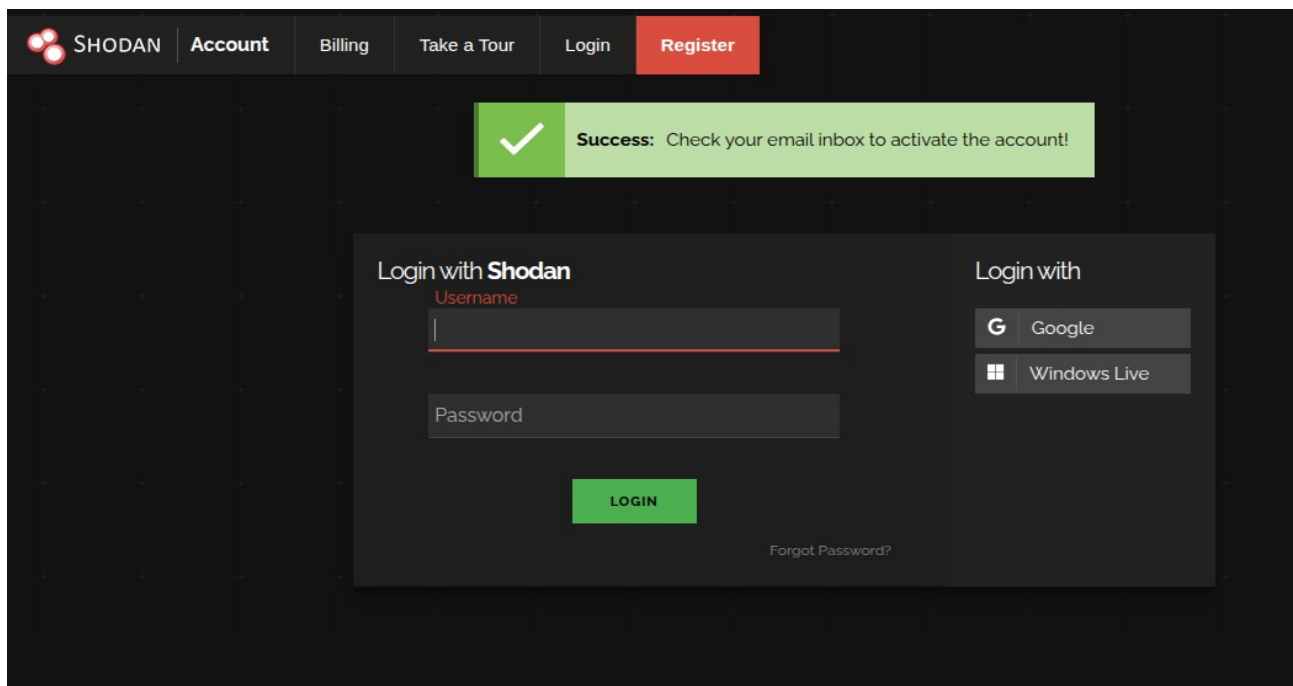 SHODAN Account Billing Take a Tour Login Register
Success: Check your email inbox to activate the account!
Login with Shodan
Username
Password
LOGIN
Forgot Password?
Login with
G Google
Windows Live